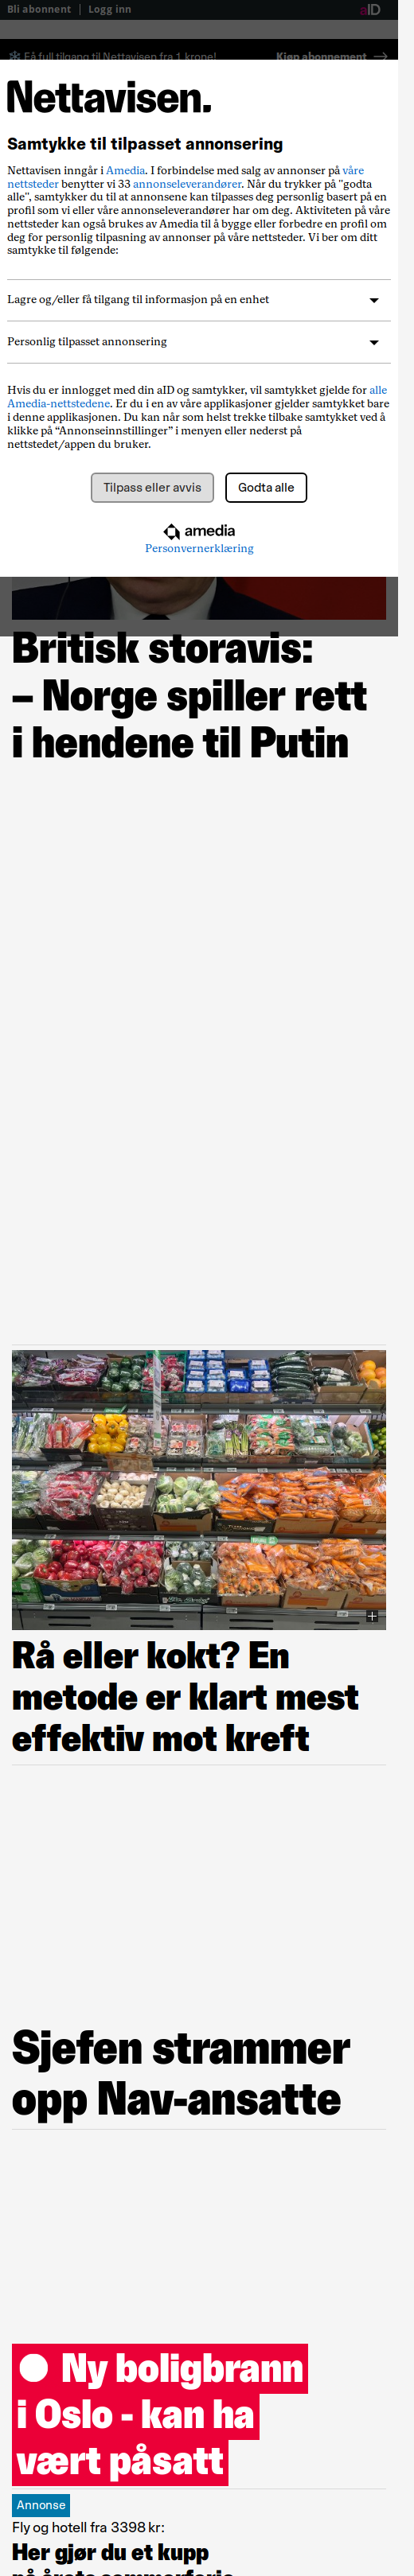 Bli abonnent | Logg inn aID
Få full tilgang til Nettavisen fra 1 krone! Kjøp abonnement →
Nettavisen.
Samtykke til tilpasset annonsering
Nettavisen inngår i Amedia. I forbindelse med salg av annonser på våre
nettsteder benytter vi 33 annonseleverandører. Når du trykker på "godta
alle", samtykker du til at annonsene kan tilpasses deg personlig basert på en
profil som vi eller våre annonseleverandører har om deg. Aktiviteten på våre
nettsteder kan også brukes av Amedia til å bygge eller forbedre en profil om
deg for personlig tilpasning av annonser på våre nettsteder. Vi ber om ditt
samtykke til følgende:
Lagre og/eller få tilgang til informasjon på en enhet
Personlig tilpasset annonsering
Hvis du er innlogget med din aID og samtykker, vil samtykket gjelde for alle
Amedia-nettstedene. Er du i en av våre applikasjoner gjelder samtykket bare
i denne applikasjonen. Du kan når som helst trekke tilbake samtykket ved å
klikke på “Annonseinnstillinger” i menyen eller nederst på
nettstedet/appen du bruker.
Tilpass eller avvis Godta alle
amedia
Personvernerklæring
Britisk storavis:
– Norge spiller rett
i hendene til Putin
Rå eller kokt? En
metode er klart mest
effektiv mot kreft
Sjefen strammer
opp Nav-ansatte
Ny boligbrann
i Oslo - kan ha
vært påsatt
Annonse
Fly og hotell fra 3398 kr:
Her gjør du et kupp
på årets sommerferie